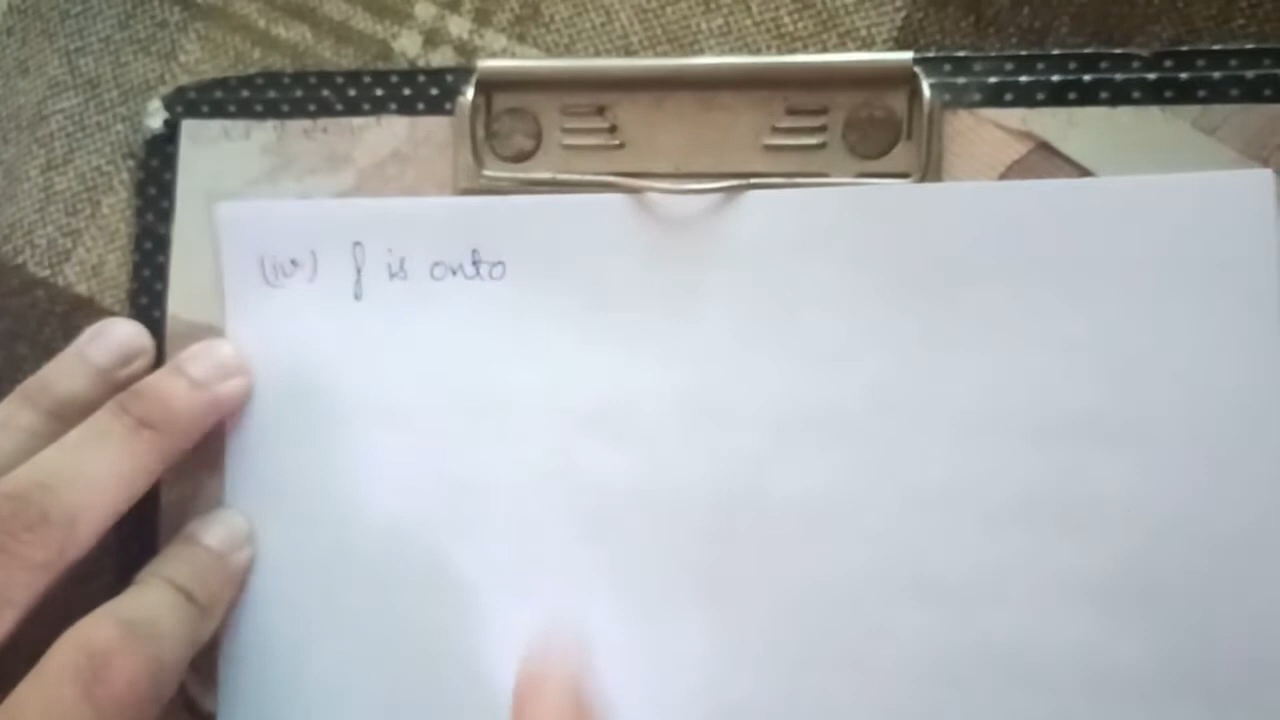 (iv) f is onto